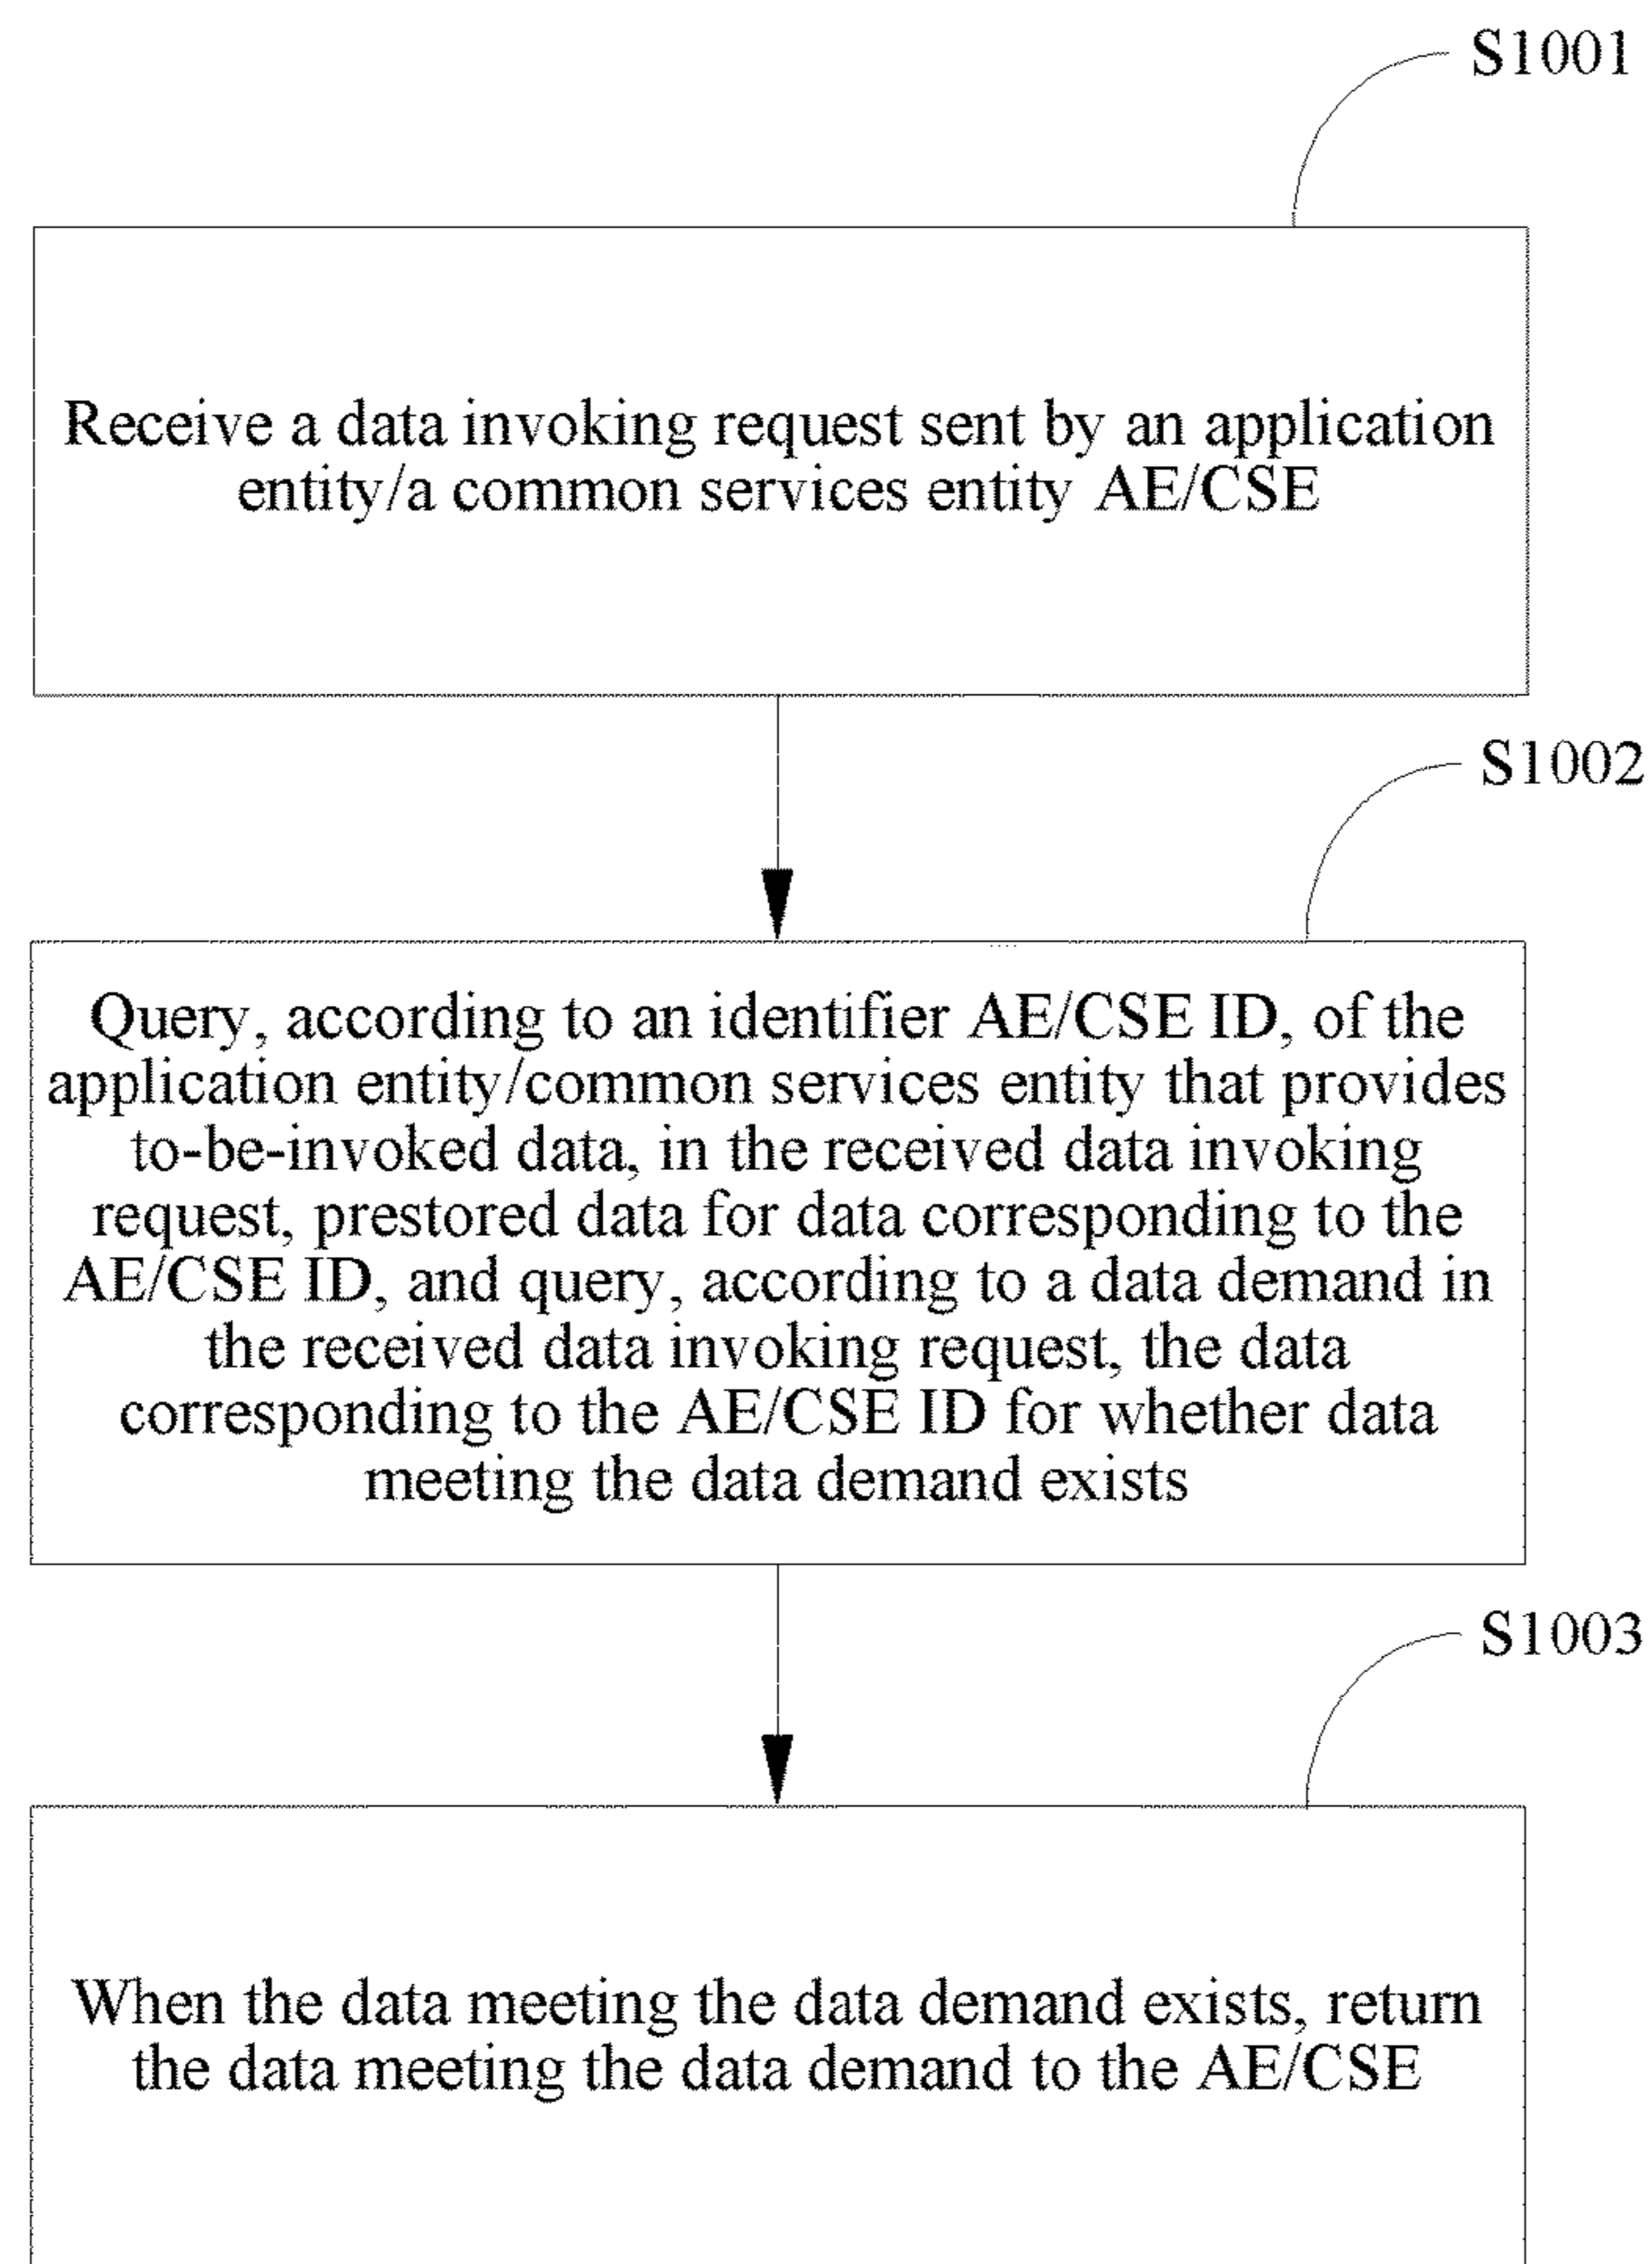 S1001
Receive a data invoking request sent by an application
entity/a common services entity AE/CSE
S1002
Query, according to an identifier AE/CSE ID, of the
application entity/common services entity that provides
to-be-invoked data, in the received data invoking
request, prestored data for data corresponding to the
AE/CSE ID, and query, according to a data demand in
the received data invoking request, the data
corresponding to the AE/CSE ID for whether data
meeting the data demand exists
S1003
When the data meeting the data demand exists, return
the data meeting the data demand to the AE/CSE